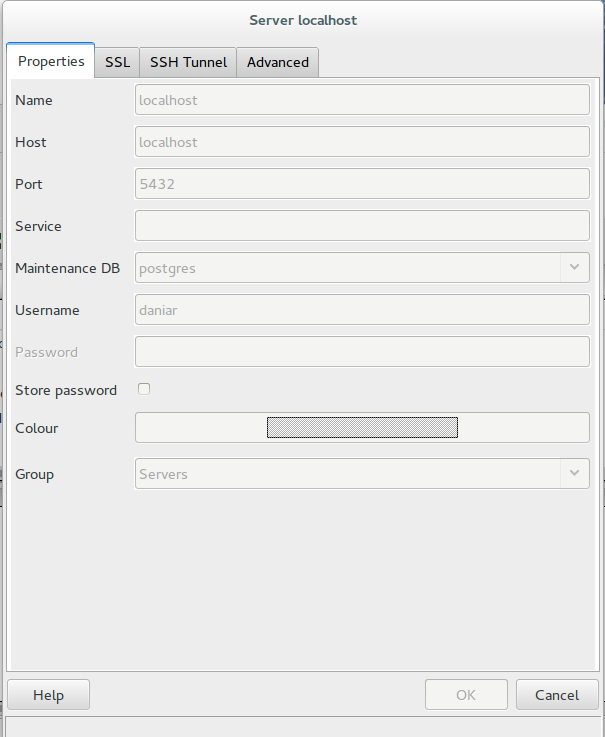 Server localhost
Properties SSL SSH Tunnel Advanced
Name localhost
Host localhost
Port 5432
Service
Maintenance DB postgres
Username daniar
Password
Store password
Colour
Group Servers
Help OK Cancel